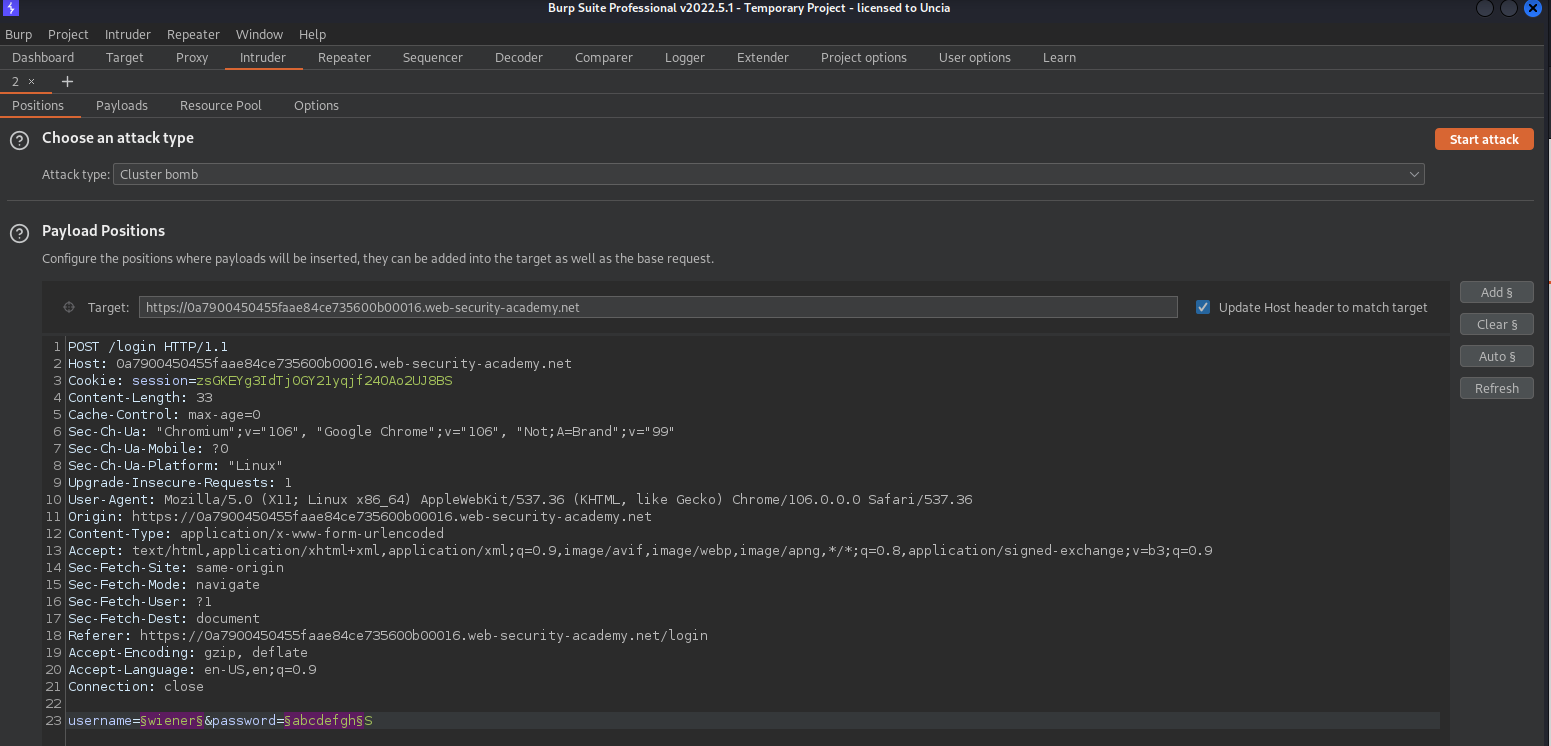 Burp Suite Professional v2022.5.1 - Temporary Project - licensed to Uncia
Burp Project Intruder Repeater Window Help
Dashboard Target Proxy Intruder Repeater Sequencer Decoder Comparer Logger Extender Project options User options Learn
2 × +
Positions Payloads Resource Pool Options
? Choose an attack type Start attack
Attack type: Cluster bomb
? Payload Positions
Configure the positions where payloads will be inserted, they can be added into the target as well as the base request.
Target: https://0a7900450455faae84ce735600b00016.web-security-academy.net Update Host header to match target
Add §
Clear §
Auto §
Refresh
1 POST /login HTTP/1.1
2 Host: 0a7900450455faae84ce735600b00016.web-security-academy.net
3 Cookie: session=zsGKEYg3IdTjOGY2lyqjf24OAo2UJ8BS
4 Content-Length: 33
5 Cache-Control: max-age=0
6 Sec-Ch-Ua: "Chromium";v="106", "Google Chrome";v="106", "Not;A=Brand";v="99"
7 Sec-Ch-Ua-Mobile: ?0
8 Sec-Ch-Ua-Platform: "Linux"
9 Upgrade-Insecure-Requests: 1
10 User-Agent: Mozilla/5.0 (X11; Linux x86_64) AppleWebKit/537.36 (KHTML, like Gecko) Chrome/106.0.0.0 Safari/537.36
11 Origin: https://0a7900450455faae84ce735600b00016.web-security-academy.net
12 Content-Type: application/x-www-form-urlencoded
13 Accept: text/html,application/xhtml+xml,application/xml;q=0.9,image/avif,image/webp,image/apng,*/*;q=0.8,application/signed-exchange;v=b3;q=0.9
14 Sec-Fetch-Site: same-origin
15 Sec-Fetch-Mode: navigate
16 Sec-Fetch-User: ?1
17 Sec-Fetch-Dest: document
18 Referer: https://0a7900450455faae84ce735600b00016.web-security-academy.net/login
19 Accept-Encoding: gzip, deflate
20 Accept-Language: en-US,en;q=0.9
21 Connection: close
22
23 username=§wiener§&password=§abcdefgh§S